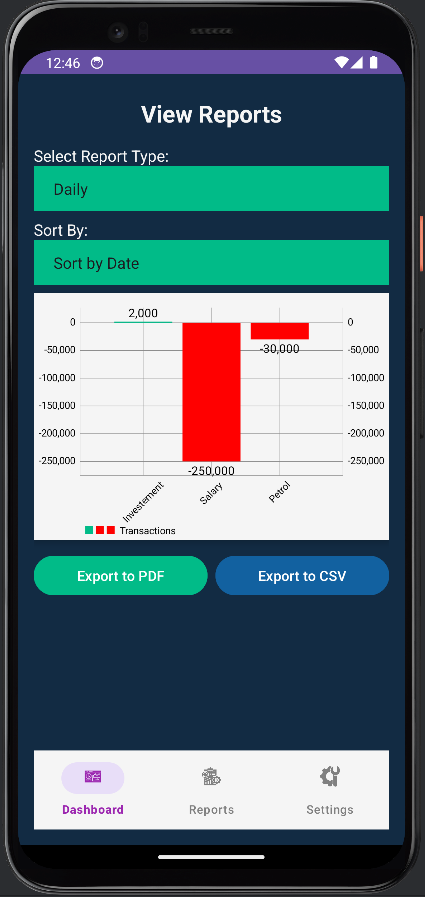 12:46
View Reports
Select Report Type:
Daily
Sort By:
Sort by Date
2,000
0 0
-30,000
-50,000 -50,000
-100,000 -100,000
-150,000 -150,000
-200,000 -200,000
-250,000 -250,000
-250,000
Investement Salary Petrol
Transactions
Export to PDF Export to CSV
Dashboard Reports Settings